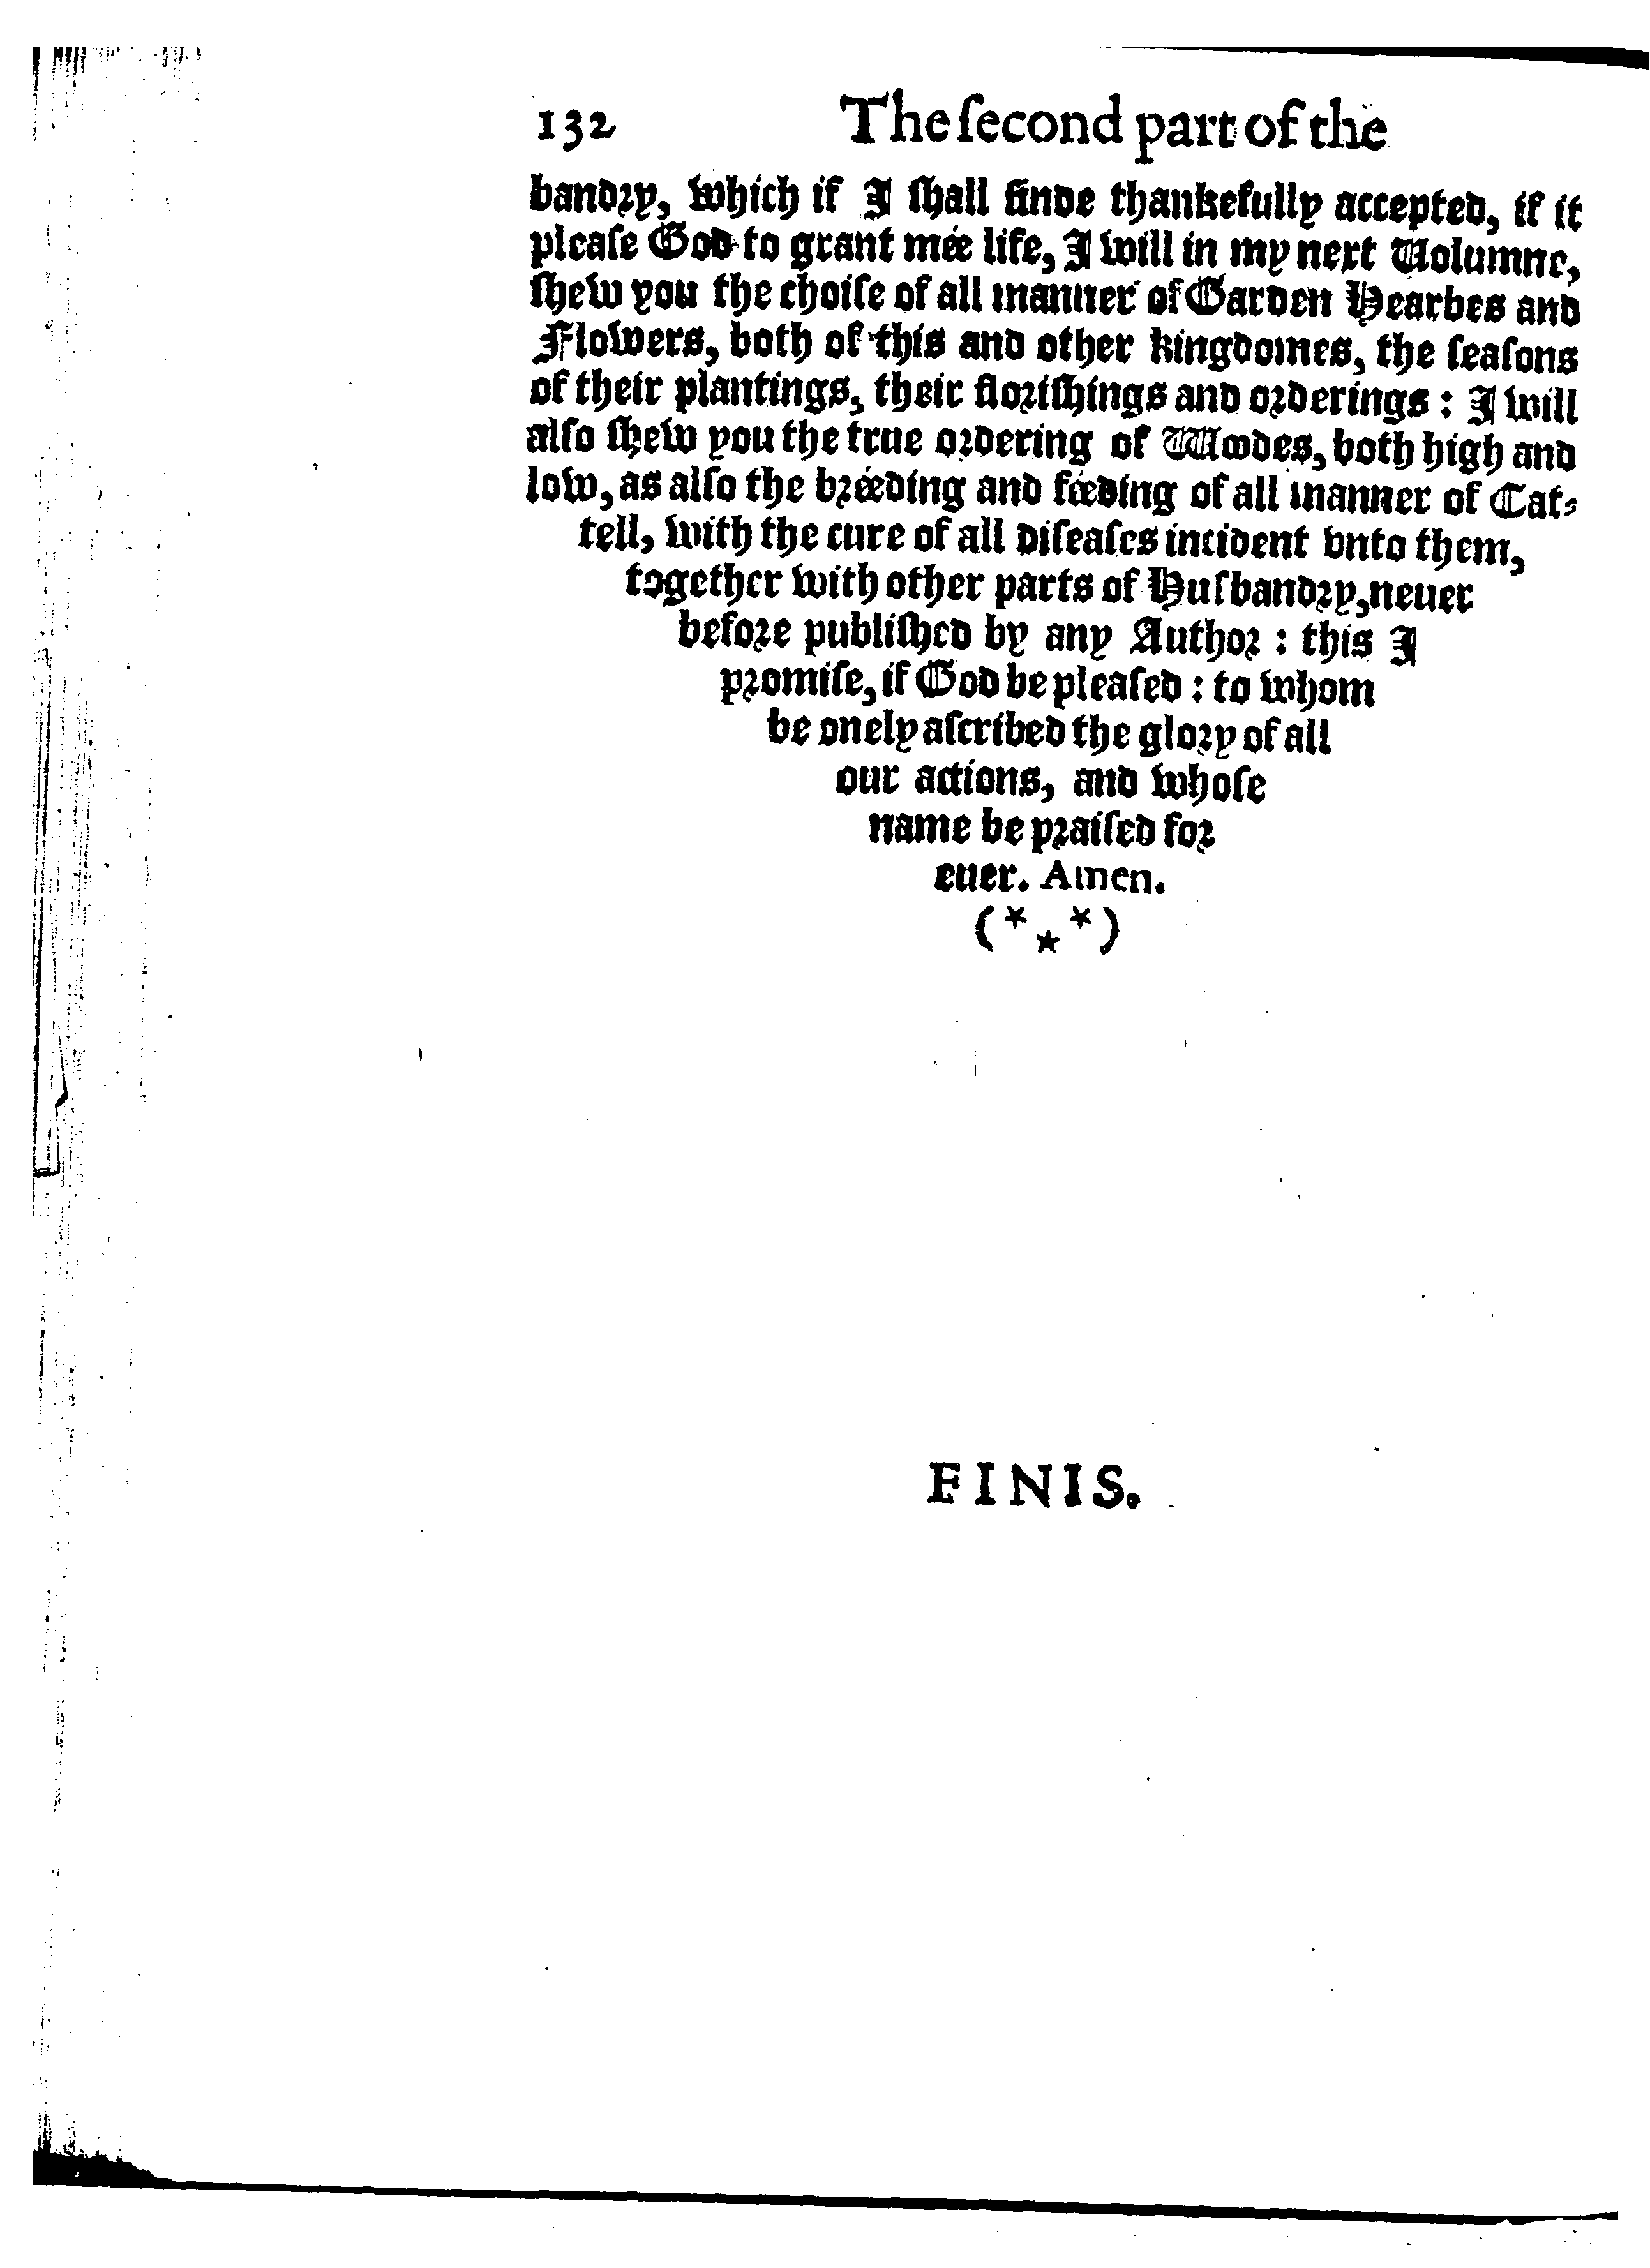 132 The ſecond part of the
bandry, which if I ſhall finde thankefully accepted, if it
pleaſe God to grant mée life, I will in my next Volumne,
ſhew you the choiſe of all manner of Garden Hearbes and
Flowers, both of this and other kingdomes, the ſeaſons
of their plantings, their floriſhings and orderings : I will
alſo ſhew you the true ordering of Woodes, both high and
low, as alſo the bréeding and féeding of all manner of Cat-
tell, with the cure of all diſeaſes incident vnto them,
together with other parts of Huſbandry, neuer
before publiſhed by any Author : this I
promiſe, if God be pleaſed : to whom
be onely aſcribed the glory of all
our actions, and whoſe
name be praiſed for
euer. Amen.
(***)
FINIS.